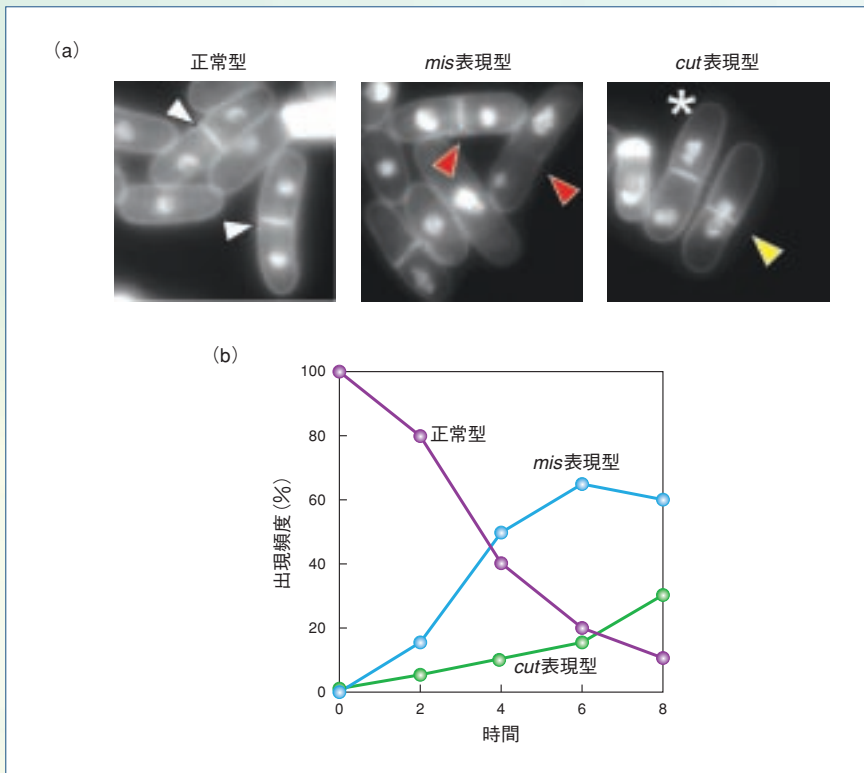 (a)
正常型 mis表現型 cut表現型
*
(b)
出現頻度(%)
100
80
60
40
20
0
正常型
mis表現型
cut表現型
0 2 4 6 8
時間